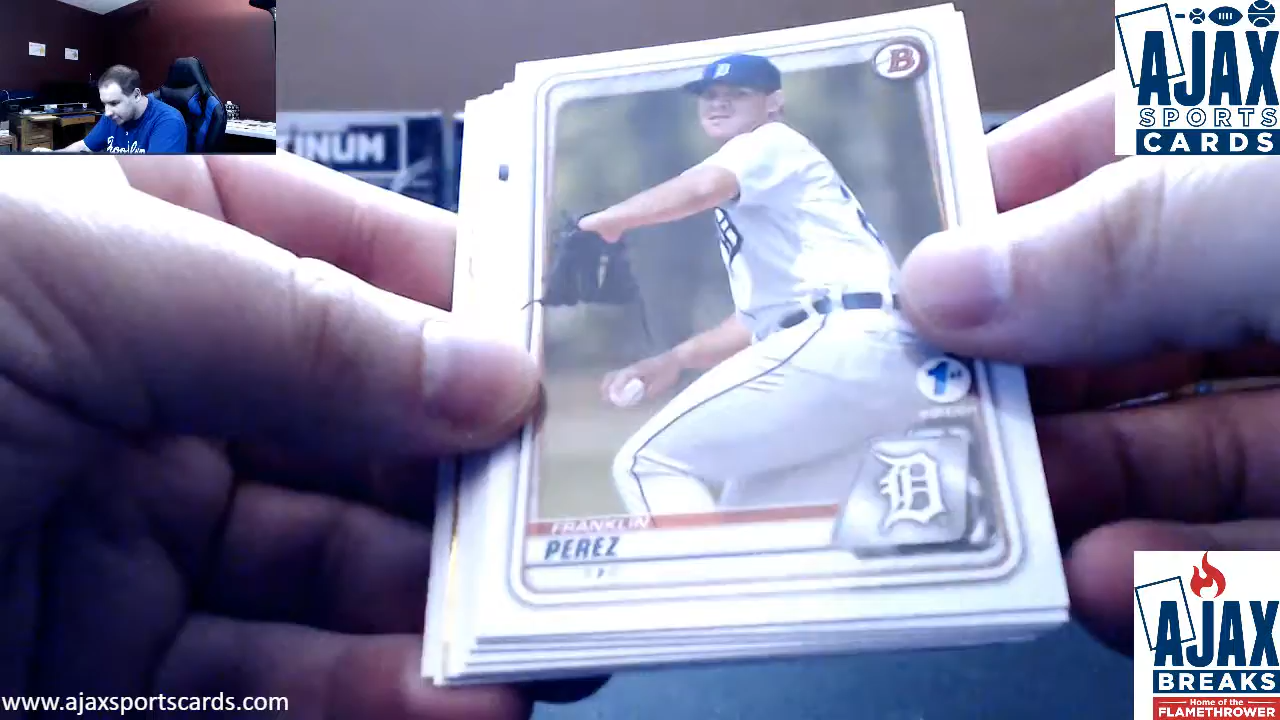 AJAX
SPORTS
CARDS
TINUM
D
B
1st
FRANKLIN
PEREZ
D
www.ajaxsportscards.com
AJAX
BREAKS
Home of the
FLAMETHROWER